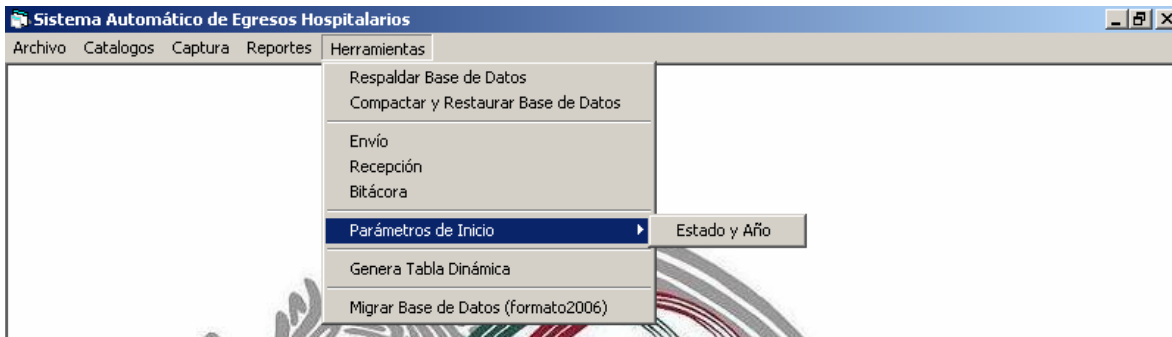 Sistema Automático de Egresos Hospitalarios
Archivo Catalogos Captura Reportes Herramientas
Respaldar Base de Datos
Compactar y Restaurar Base de Datos
Envío
Recepción
Bitácora
Parámetros de Inicio Estado y Año
Genera Tabla Dinámica
Migrar Base de Datos (formato2006)